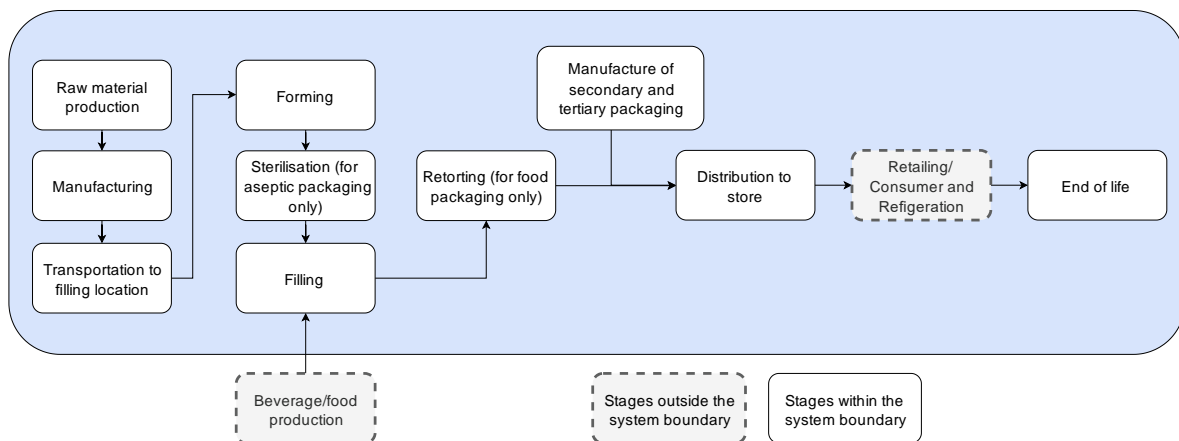 Raw material
production
Manufacturing
Transportation to
filling location
Forming
Sterilisation (for
aseptic packaging
only)
Filling
Beverage/food
production
Retorting (for food
packaging only)
Manufacture of
secondary and
tertiary packaging
Distribution to
store
Retailing/
Consumer and
Refigeration
End of life
Stages outside the
system boundary
Stages within the
system boundary